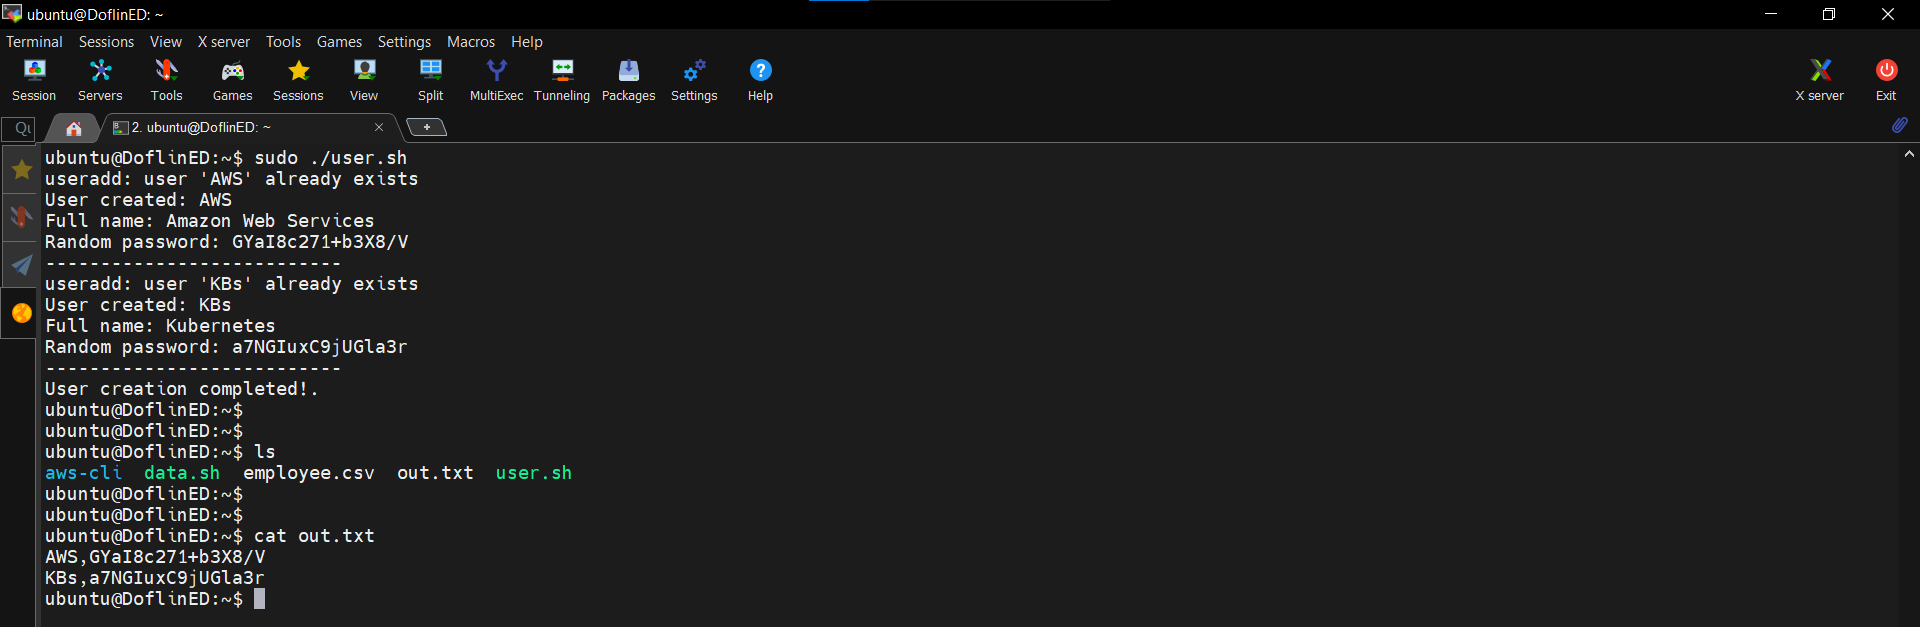 ubuntu@DoflinED: ~
Terminal Sessions View X server Tools Games Settings Macros Help
Session Servers Tools Games Sessions View Split MultiExec Tunneling Packages Settings Help X server Exit
2. ubuntu@DoflinED: ~
ubuntu@DoflinED:~$ sudo ./user.sh
useradd: user 'AWS' already exists
User created: AWS
Full name: Amazon Web Services
Random password: GYaI8c271+b3X8/V
---------------------------
useradd: user 'KBs' already exists
User created: KBs
Full name: Kubernetes
Random password: a7NGIuxC9jUGla3r
---------------------------
User creation completed!.
ubuntu@DoflinED:~$
ubuntu@DoflinED:~$
ubuntu@DoflinED:~$ ls
aws-cli data.sh employee.csv out.txt user.sh
ubuntu@DoflinED:~$
ubuntu@DoflinED:~$
ubuntu@DoflinED:~$ cat out.txt
AWS,GYaI8c271+b3X8/V
KBs,a7NGIuxC9jUGla3r
ubuntu@DoflinED:~$